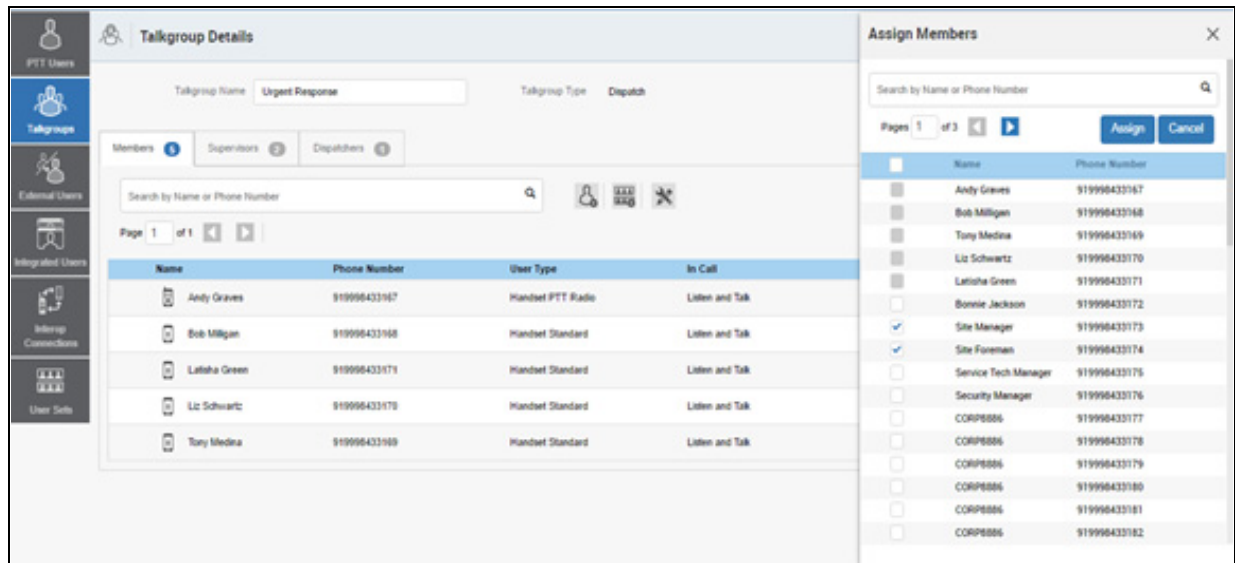 PTT Users
Talkgroups
External Users
Integrated Users
Interop
Connections
User Sets
Talkgroup Details
Talkgroup Name Urgent Response Talkgroup Type Dispatch
Members 5 Supervisors 2 Dispatchers 1
Search by Name or Phone Number
Page 1 of 1
Name Phone Number User Type In Call
Andy Graves 919998433167 Handset PTT Radio Listen and Talk
Bob Milligan 919998433168 Handset Standard Listen and Talk
Latisha Green 919998433171 Handset Standard Listen and Talk
Liz Schwartz 919998433170 Handset Standard Listen and Talk
Tony Medina 919998433169 Handset Standard Listen and Talk
Assign Members
Search by Name or Phone Number
Pages 1 of 3 Assign Cancel
Name Phone Number
Andy Graves 919998433167
Bob Milligan 919998433168
Tony Medina 919998433169
Liz Schwartz 919998433170
Latisha Green 919998433171
Bonnie Jackson 919998433172
Site Manager 919998433173
Site Foreman 919998433174
Service Tech Manager 919998433175
Security Manager 919998433176
CORP8886 919998433177
CORP8886 919998433178
CORP8886 919998433179
CORP8886 919998433180
CORP8886 919998433181
CORP8886 919998433182